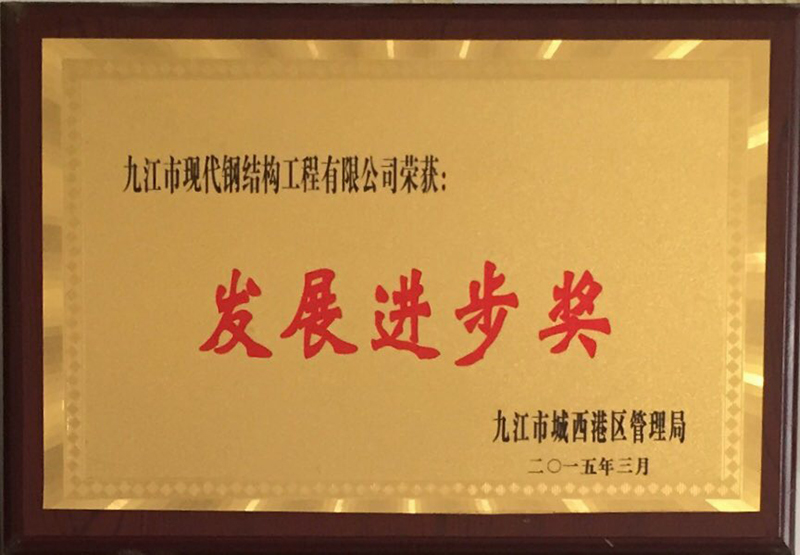 九江市现代钢结构工程有限公司荣获：
发展进步奖
九江市城西港区管理局
二〇一五年三月